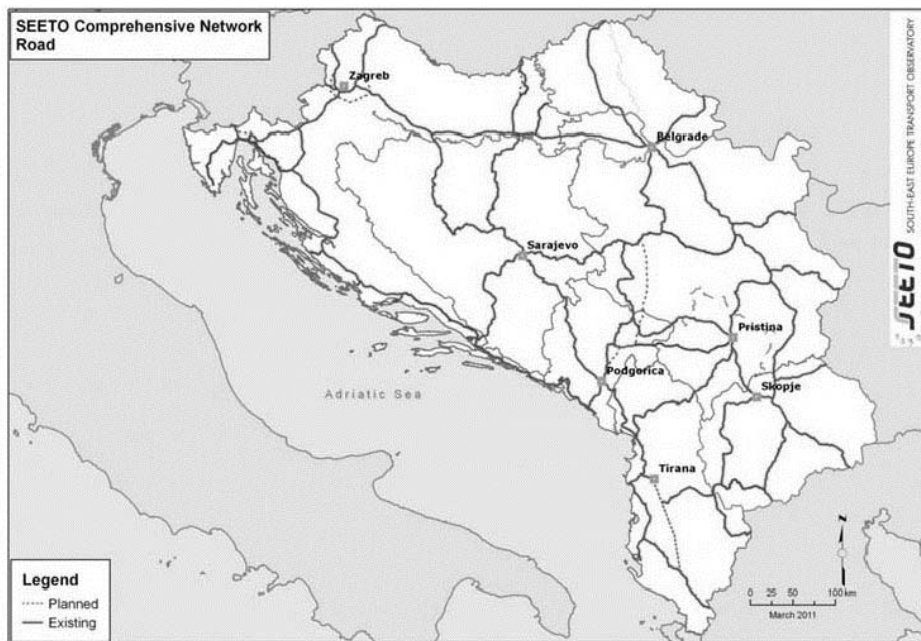 SEETO Comprehensive Network
Road
Zagreb
Belgrade
Sarajevo
Pristina
Podgorica
Skopje
Adriatic Sea
Tirana
Legend
Planned
Existing
N
0 25 50 100 km
March 2011
SEETO
SOUTH-EAST EUROPE TRANSPORT OBSERVATORY